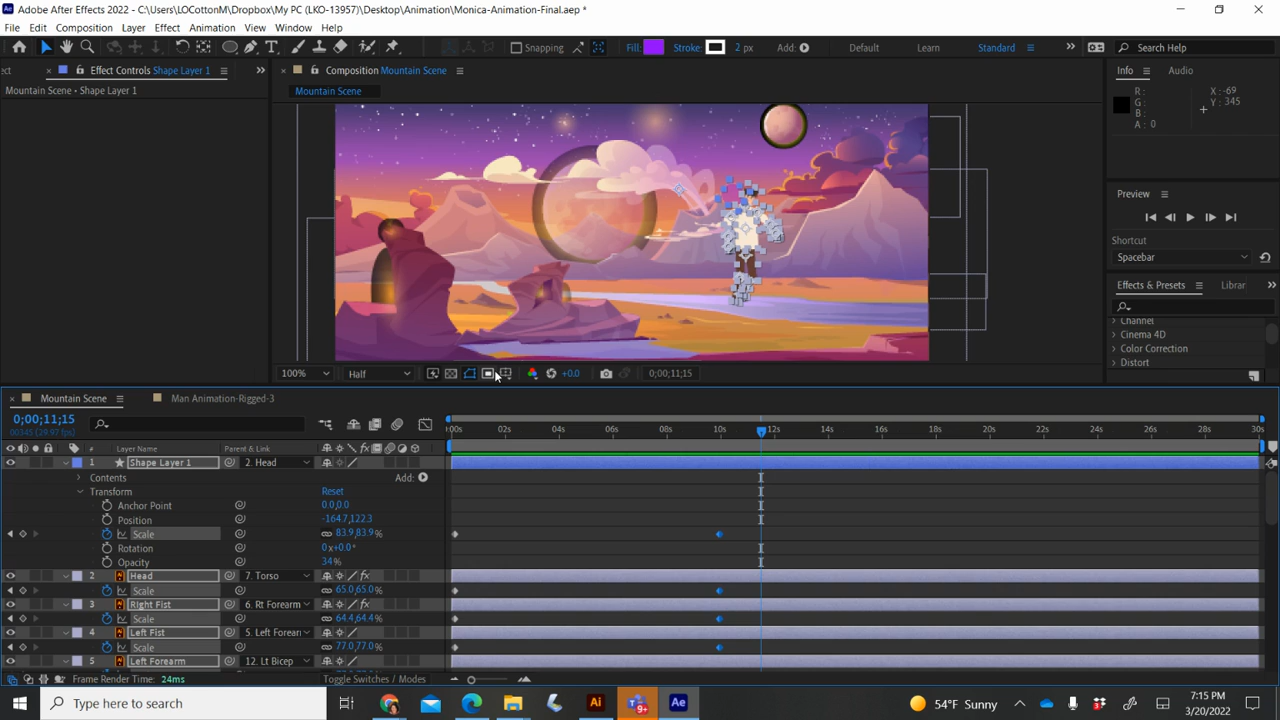 Adobe After Effects 2022 - C:\Users\LOCottonM\Dropbox\My PC (LKO-13957)\Desktop\Animation\Monica-Animation-Final.aep *
File Edit Composition Layer Effect Animation View Window Help
Snapping Fill: Stroke: 2 px Add: Default Learn Standard Search Help
ect Effect Controls Shape Layer 1 Composition Mountain Scene Info Audio
Mountain Scene • Shape Layer 1 Mountain Scene
R: X: -69
G: Y: 345
B:
A: 0
Preview
Shortcut
Spacebar
Effects & Presets Librar
Channel
Cinema 4D
Color Correction
Distort
100% Half +0.0 0;00;11;15
Mountain Scene Man Animation-Rigged-3
0;00;11;15
00345 (29.97 fps)
:00s 02s 04s 06s 08s 10s 12s 14s 16s 18s 20s 22s 24s 26s 28s 30s
# Layer Name Parent & Link
1 Shape Layer 1 2. Head
Contents Add:
Transform Reset
Anchor Point 0.0,0.0
Position -164.7,122.3
Scale 83.9,83.9%
Rotation 0x+0.0°
Opacity 34%
2 Head 7. Torso
Scale 65.0,65.0%
3 Right Fist 6. Rt Forearm
Scale 64.4,64.4%
4 Left Fist 5. Left Forearm
Scale 77.0,77.0%
5 Left Forearm 12. Lt Bicep
Frame Render Time: 24ms Toggle Switches / Modes
Type here to search Ai 9+ Ae 54°F Sunny 7:15 PM
3/20/2022